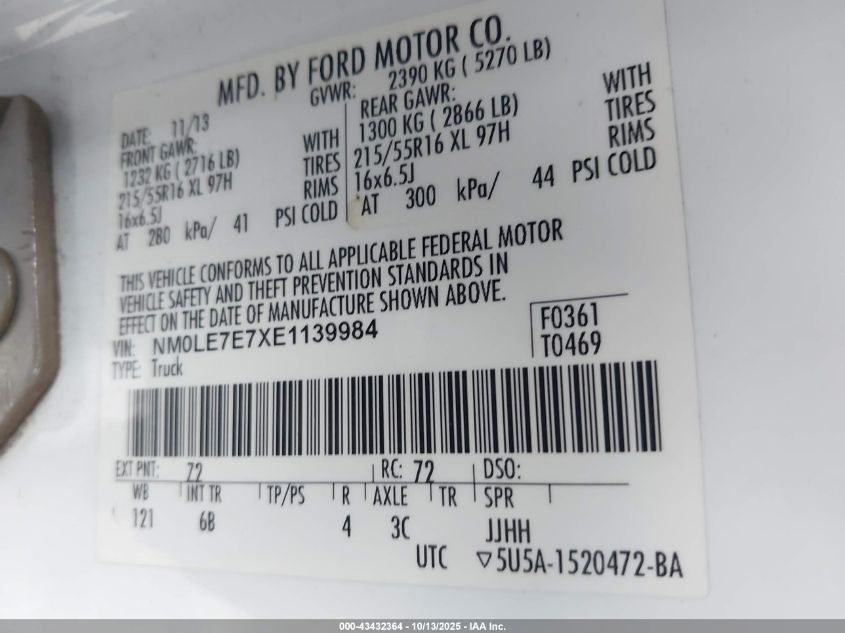 MFD. BY FORD MOTOR CO.
DATE: 11/13
GVWR: 2390 KG ( 5270 LB)
FRONT GAWR: WITH
1232 KG ( 2716 LB) TIRES
215/55R16 XL 97H RIMS
16x6.5J
AT 280 kPa/ 41 PSI COLD
REAR GAWR: WITH
1300 KG ( 2866 LB) TIRES
215/55R16 XL 97H RIMS
16x6.5J
AT 300 kPa/ 44 PSI COLD
THIS VEHICLE CONFORMS TO ALL APPLICABLE FEDERAL MOTOR
VEHICLE SAFETY AND THEFT PREVENTION STANDARDS IN
EFFECT ON THE DATE OF MANUFACTURE SHOWN ABOVE.
VIN: NM0LE7E7XE1139984
TYPE: Truck
F0361
T0469
EXT PNT: 72 RC: 72 DSO:
WB INT TR TP/PS R AXLE TR SPR
121 6B 4 3C JJHH
UTC ▽5U5A-1520472-BA
000-43432364 - 10/13/2025 - IAA Inc.